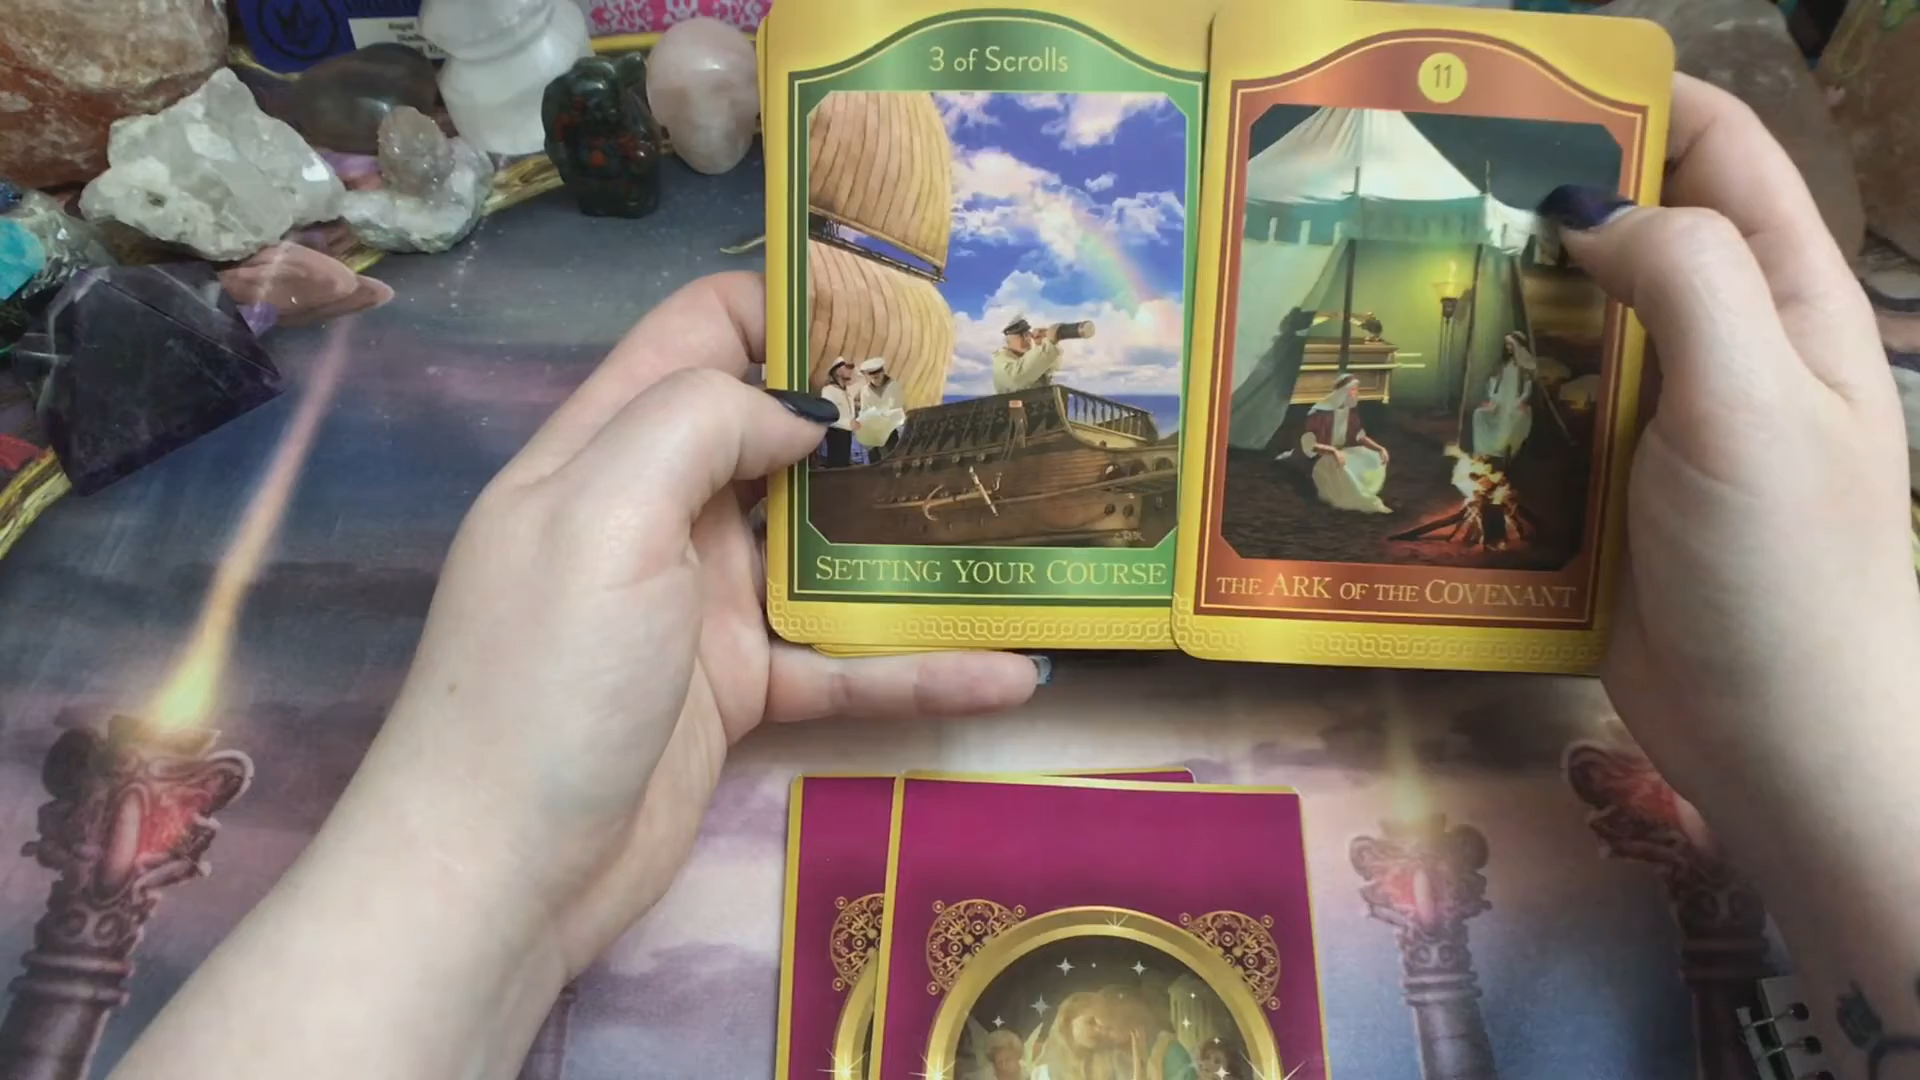 3 of Scrolls
SETTING YOUR COURSE
11
THE ARK OF THE COVENANT